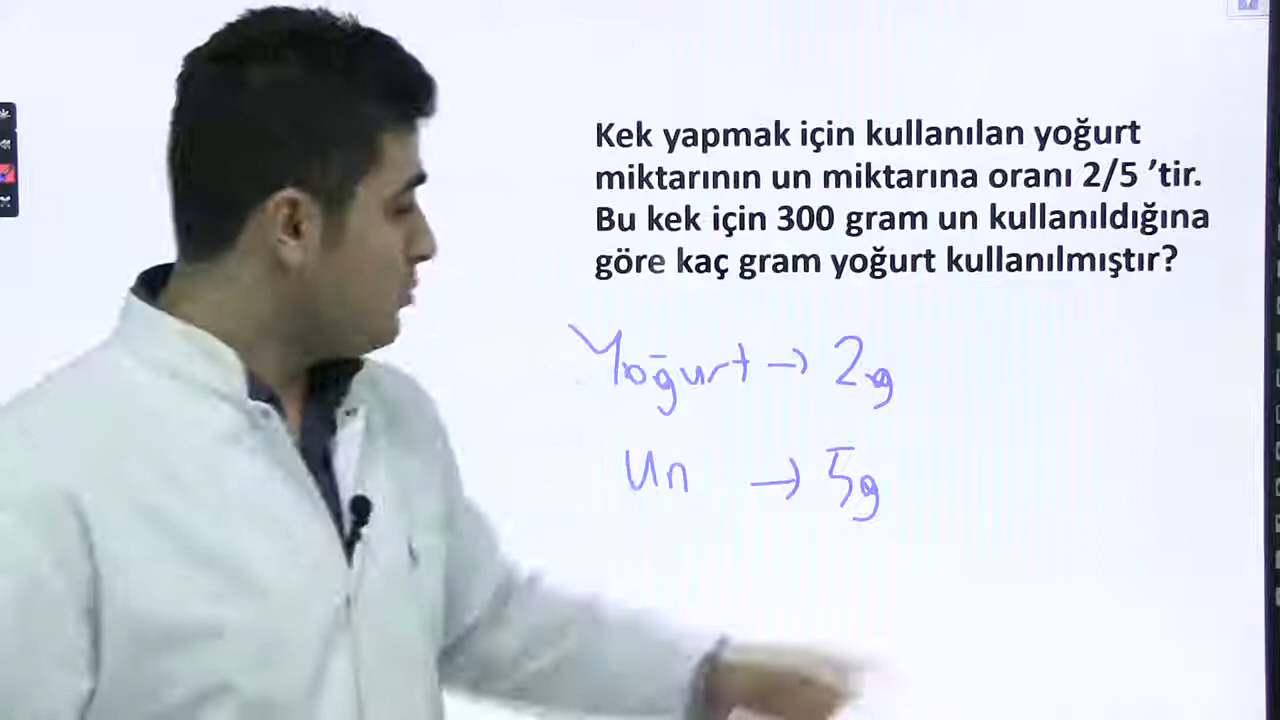 Kek yapmak için kullanılan yoğurt
miktarının un miktarına oranı 2/5 ’tir.
Bu kek için 300 gram un kullanıldığına
göre kaç gram yoğurt kullanılmıştır?
Yoğurt → 2g
Un → 5g